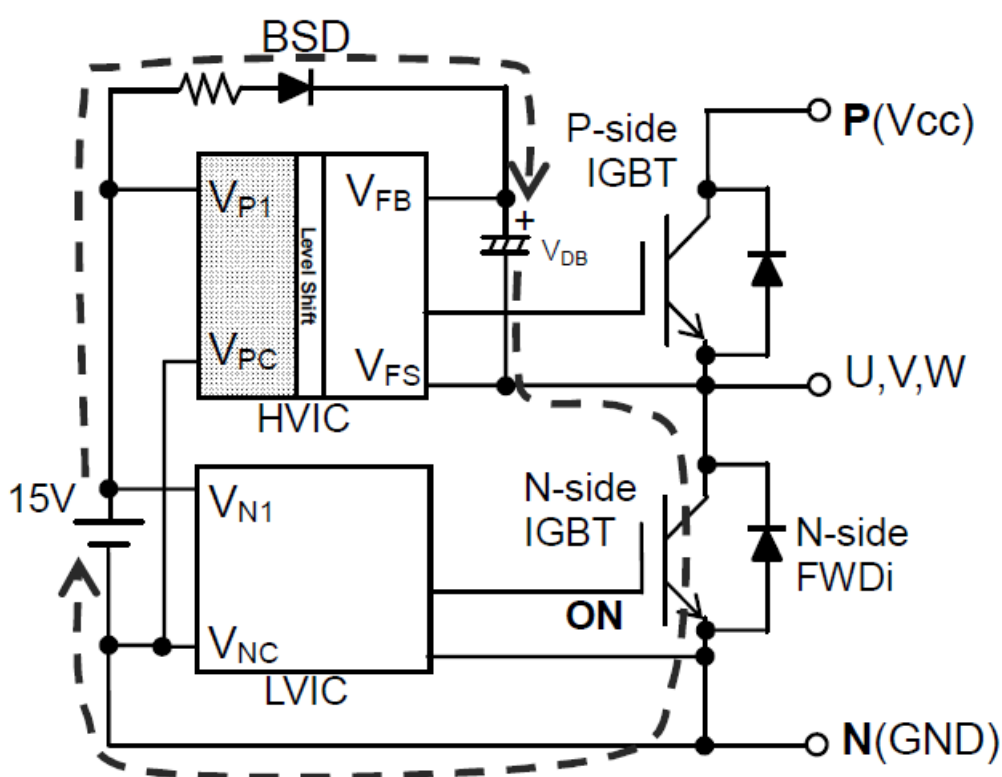 BSD
P-side
IGBT
P(Vcc)
VP1
Level Shift
VFB
+
VDB
VPC
VFS
HVIC
U,V,W
15V
VN1
N-side
IGBT
N-side
FWDi
ON
VNC
LVIC
N(GND)